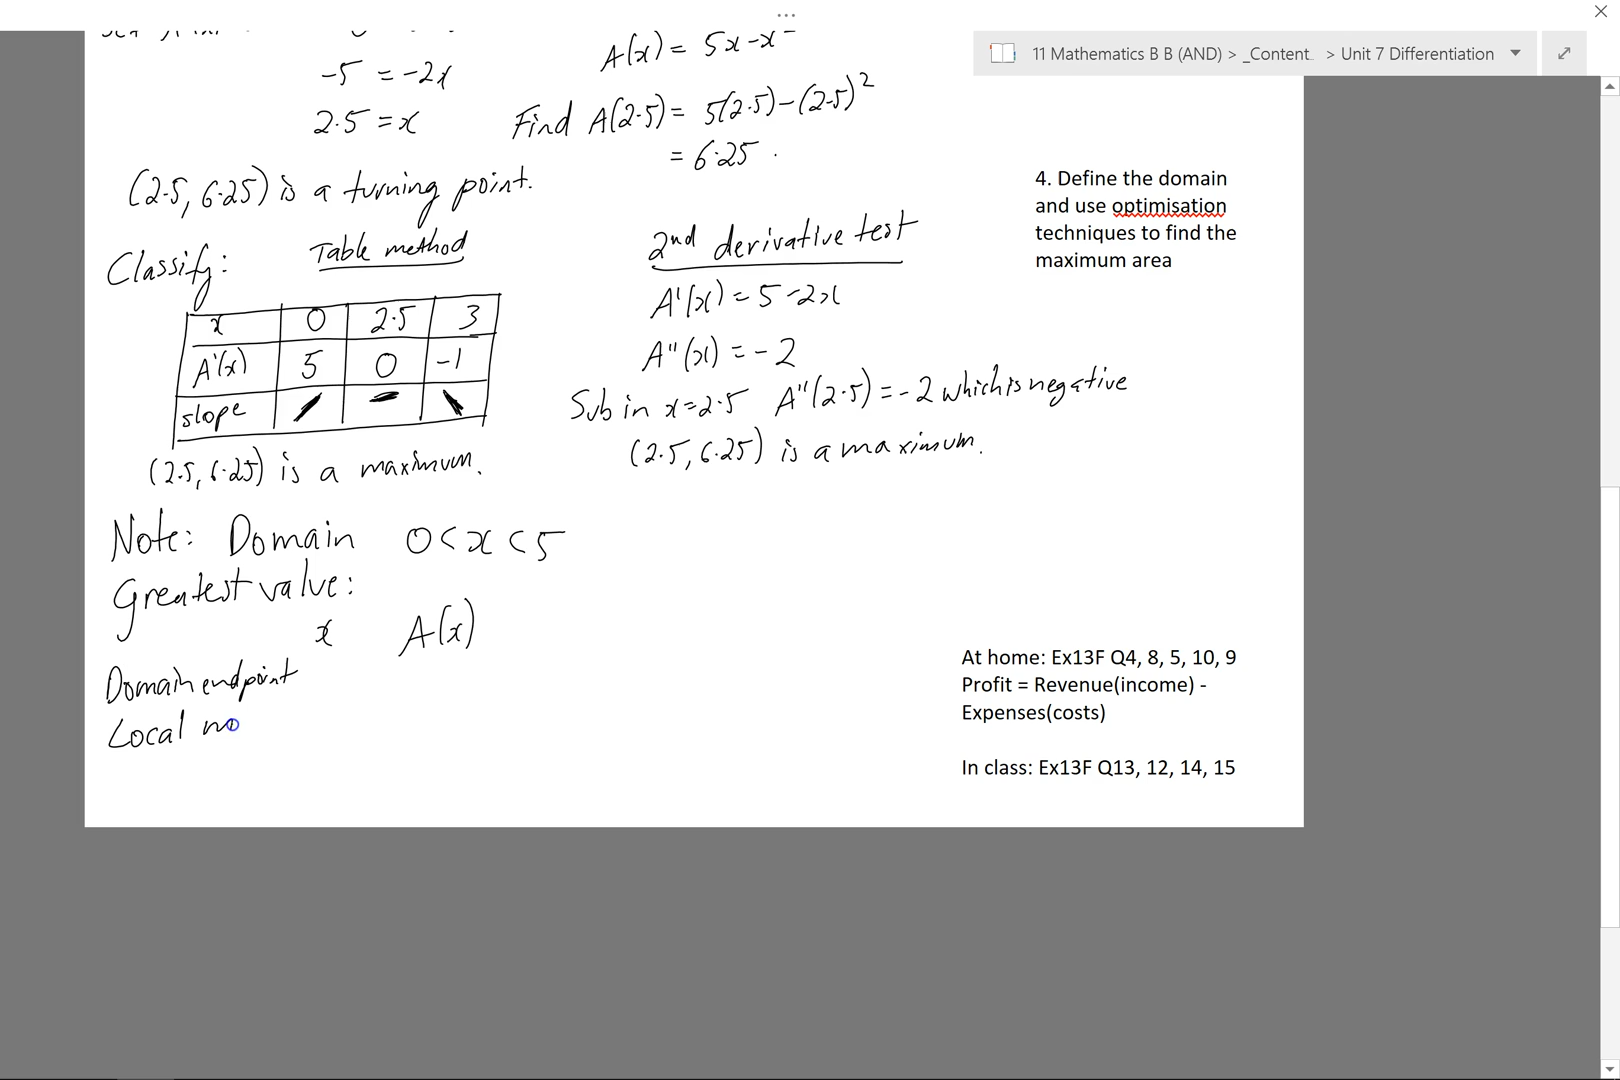 11 Mathematics B B (AND) > _Content_ > Unit 7 Differentiation
A(x) = 5x-x²
-5 = -2x
2.5 = x
Find A(2.5) = 5(2.5)-(2.5)²
= 6.25.
(2.5, 6.25) is a turning point.
4. Define the domain
and use optimisation
techniques to find the
maximum area
Classify:
Table method
x 0 2.5 3
A'(x) 5 0 -1
slope
(2.5, 6.25) is a maximum.
2nd derivative test
A'(x) = 5-2x
A"(x) = -2
Sub in x=2.5 A"(2.5) = -2 which is negative
(2.5, 6.25) is a maximum.
Note: Domain 0<x<5
Greatest value:
x A(x)
Domain endpoint
Local
At home: Ex13F Q4, 8, 5, 10, 9
Profit = Revenue(income) -
Expenses(costs)
In class: Ex13F Q13, 12, 14, 15